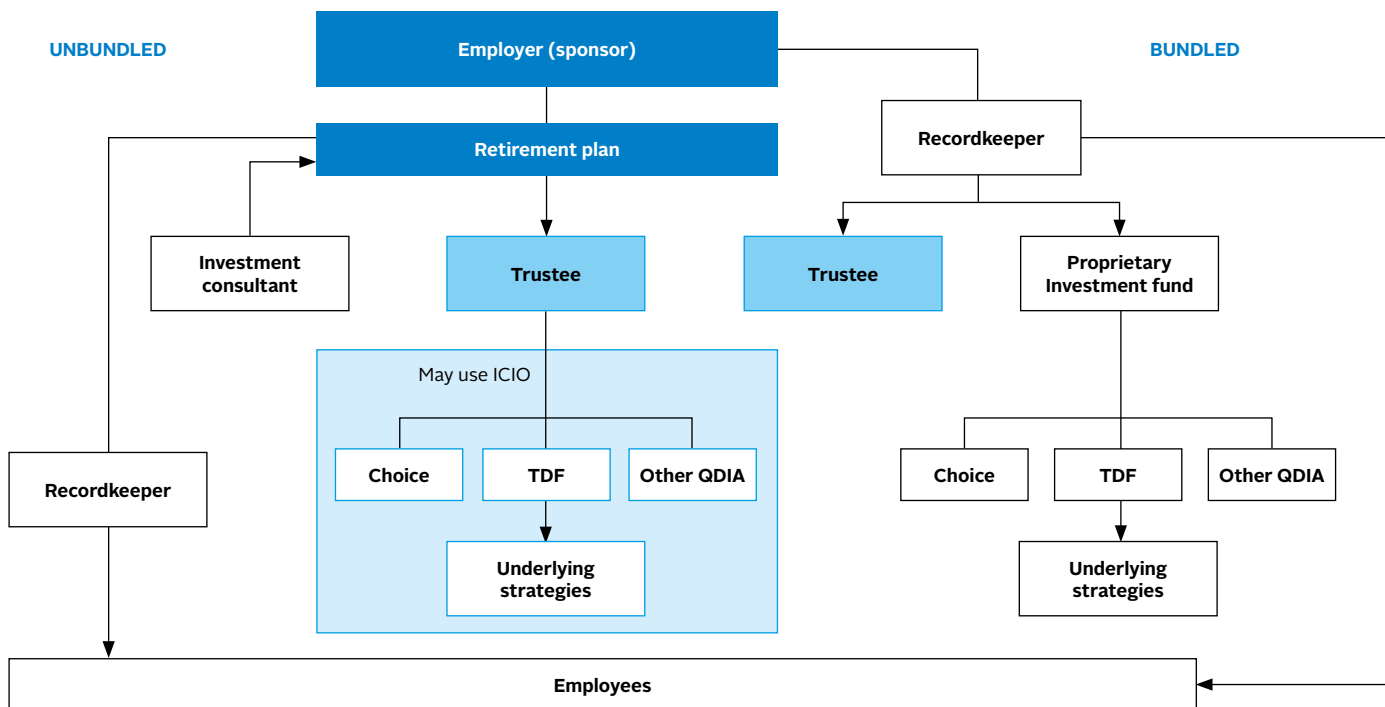 UNBUNDLED
Employer (sponsor)
BUNDLED
Retirement plan
Recordkeeper
Investment
consultant
Trustee
Trustee
Proprietary
Investment fund
May use ICIO
Recordkeeper
Choice
TDF
Other QDIA
Choice
TDF
Other QDIA
Underlying
strategies
Underlying
strategies
Employees